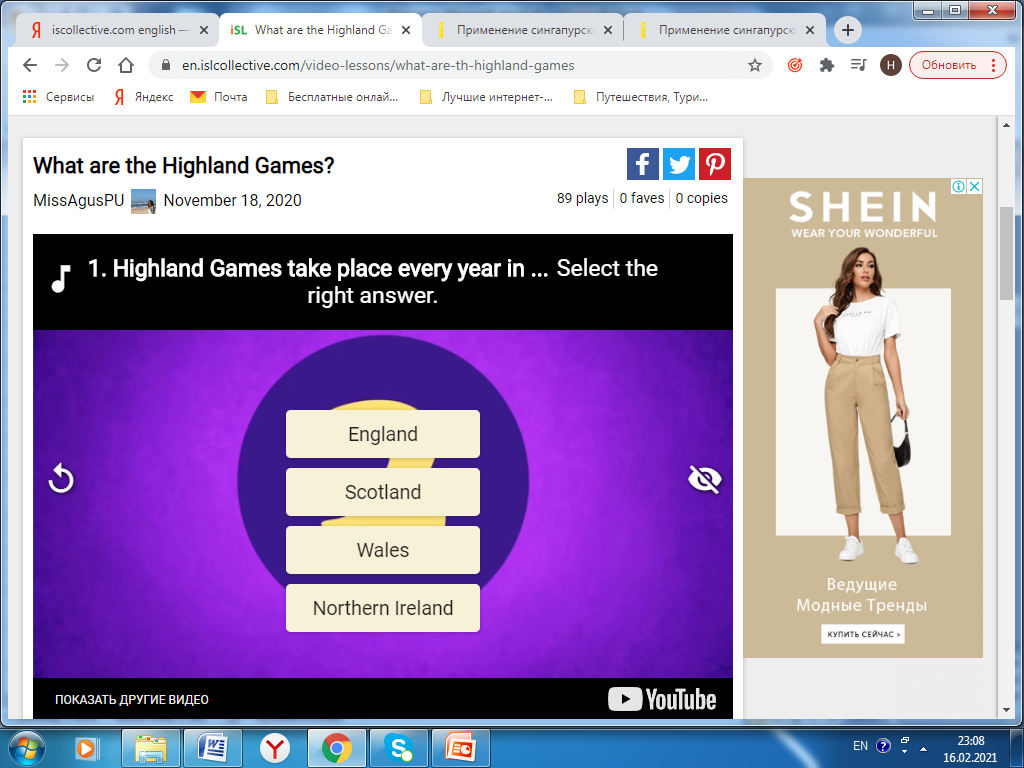 iscollective.com english —
iSL What are the Highland Ga
Применение сингапурск
Применение сингапурск
en.islcollective.com/video-lessons/what-are-th-highland-games
H
Обновить
Сервисы
Яндекс
Почта
Бесплатные онлай...
Лучшие интернет-...
Путешествия, Тури...
What are the Highland Games?
MissAgusPU November 18, 2020
89 plays 0 faves 0 copies
1. Highland Games take place every year in ... Select the
right answer.
England
Scotland
Wales
Northern Ireland
ПОКАЗАТЬ ДРУГИЕ ВИДЕО
YouTube
SHEIN
WEAR YOUR WONDERFUL
Ведущие
Модные Тренды
КУПИТЬ СЕЙЧАС >
EN
23:08
16.02.2021